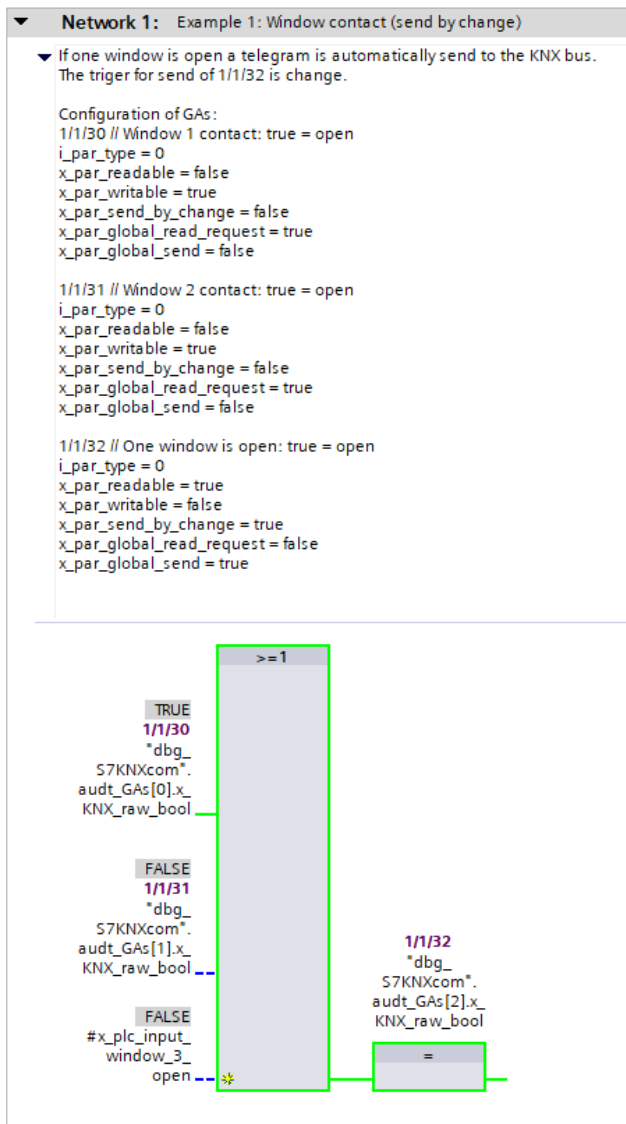 Network 1: Example 1: Window contact (send by change)
If one window is open a telegram is automatically send to the KNX bus.
The triger for send of 1/1/32 is change.
Configuration of GAs:
1/1/30 // Window 1 contact: true = open
i_par_type = 0
x_par_readable = false
x_par_writable = true
x_par_send_by_change = false
x_par_global_read_request = true
x_par_global_send = false
1/1/31 // Window 2 contact: true = open
i_par_type = 0
x_par_readable = false
x_par_writable = true
x_par_send_by_change = false
x_par_global_read_request = true
x_par_global_send = false
1/1/32 // One window is open: true = open
i_par_type = 0
x_par_readable = true
x_par_writable = false
x_par_send_by_change = true
x_par_global_read_request = false
x_par_global_send = true
>=1
TRUE
1/1/30
"dbg_
S7KNXcom".
audt_GAs[0].x_
KNX_raw_bool
FALSE
1/1/31
"dbg_
S7KNXcom".
audt_GAs[1].x_
KNX_raw_bool
FALSE
#x_plc_input_
window_3_
open
1/1/32
"dbg_
S7KNXcom".
audt_GAs[2].x_
KNX_raw_bool
=